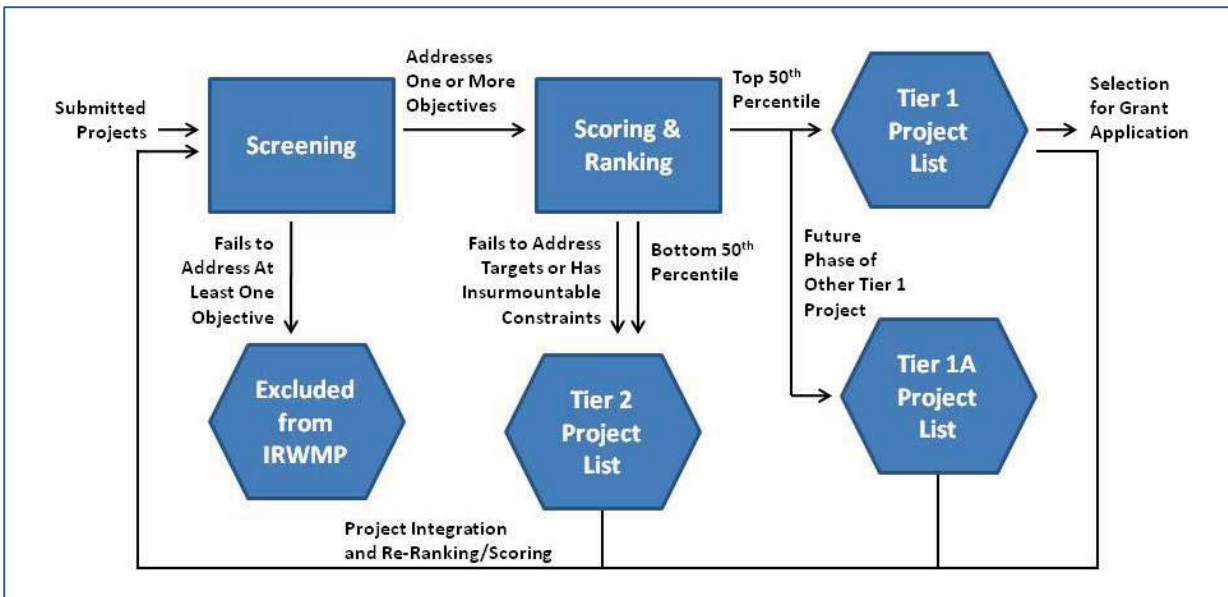 Submitted
Projects
Screening
Addresses
One or More
Objectives
Scoring &
Ranking
Top 50th
Percentile
Tier 1
Project
List
Selection
for Grant
Application
Fails to
Address At
Least One
Objective
Fails to Address
Targets or Has
Insurmountable
Constraints
Bottom 50th
Percentile
Future
Phase of
Other Tier 1
Project
Excluded
from
IRWMP
Tier 2
Project
List
Tier 1A
Project
List
Project Integration
and Re-Ranking/Scoring